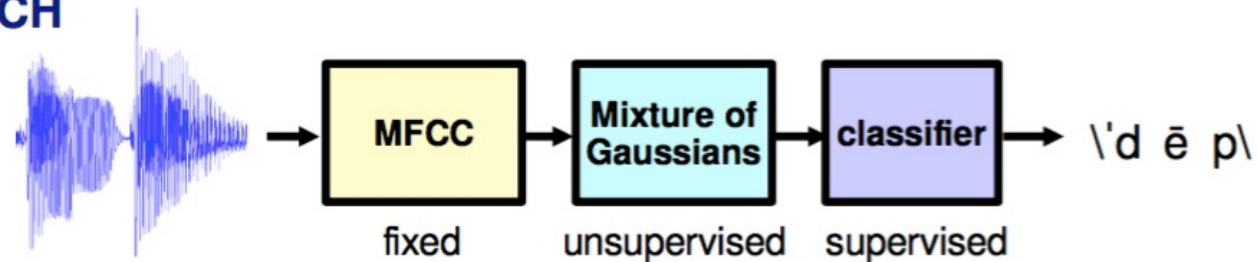 CH
MFCC
Mixture of
Gaussians
classifier
\'d ē p\
fixed
unsupervised
supervised